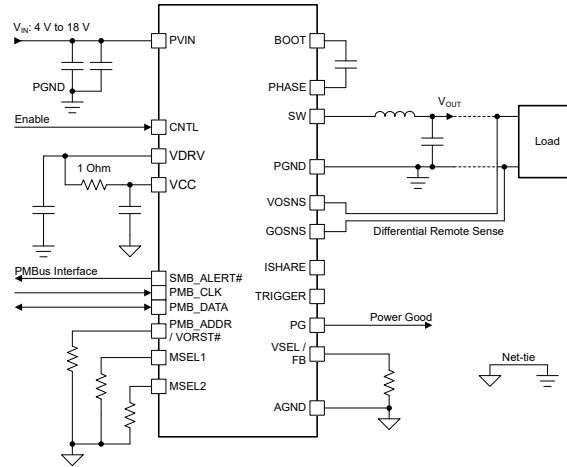 VIN: 4 V to 18 V
PGND
Enable
1 Ohm
PMBus Interface
PVIN
CNTL
VDRV
VCC
SMB_ALERT#
PMB_CLK
PMB_DATA
PMB_ADDR
/ VORST#
MSEL1
MSEL2
BOOT
PHASE
SW
PGND
VOSNS
GOSNS
ISHARE
TRIGGER
PG
VSEL /
FB
AGND
VOUT
Load
Differential Remote Sense
Power Good
Net-tie